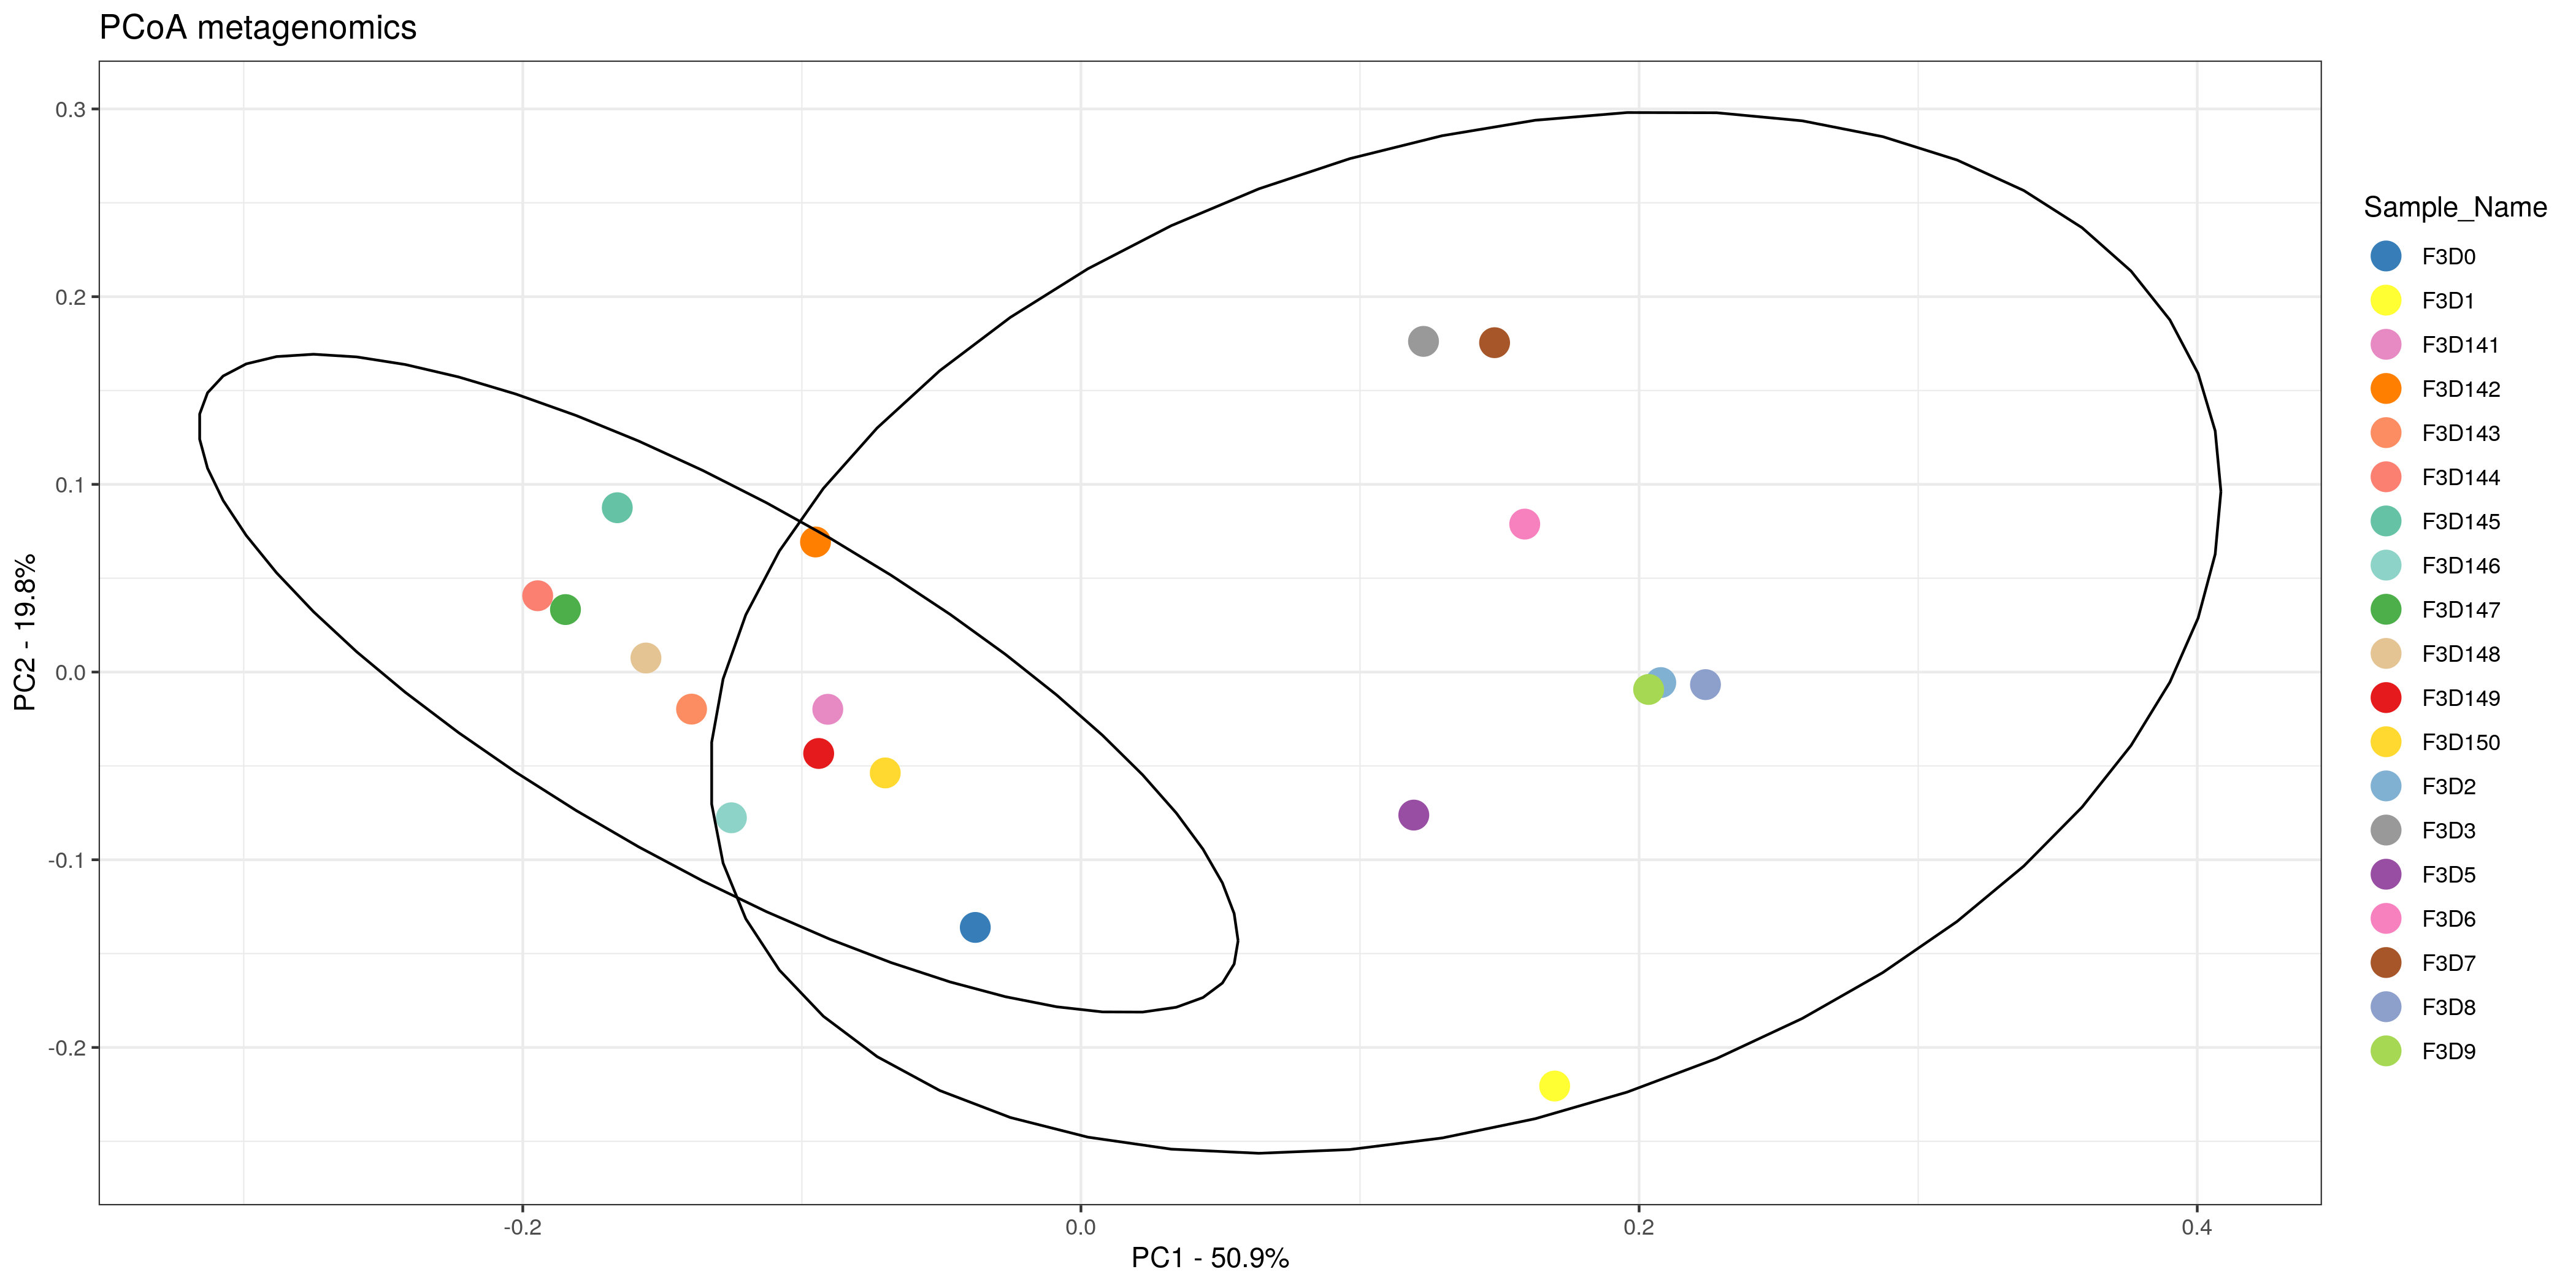 PCoA metagenomics
0.3
0.2
0.1
0.0
-0.1
-0.2
PC2 - 19.8%
-0.2
0.0
0.2
0.4
PC1 - 50.9%
Sample_Name
F3D0
F3D1
F3D141
F3D142
F3D143
F3D144
F3D145
F3D146
F3D147
F3D148
F3D149
F3D150
F3D2
F3D3
F3D5
F3D6
F3D7
F3D8
F3D9